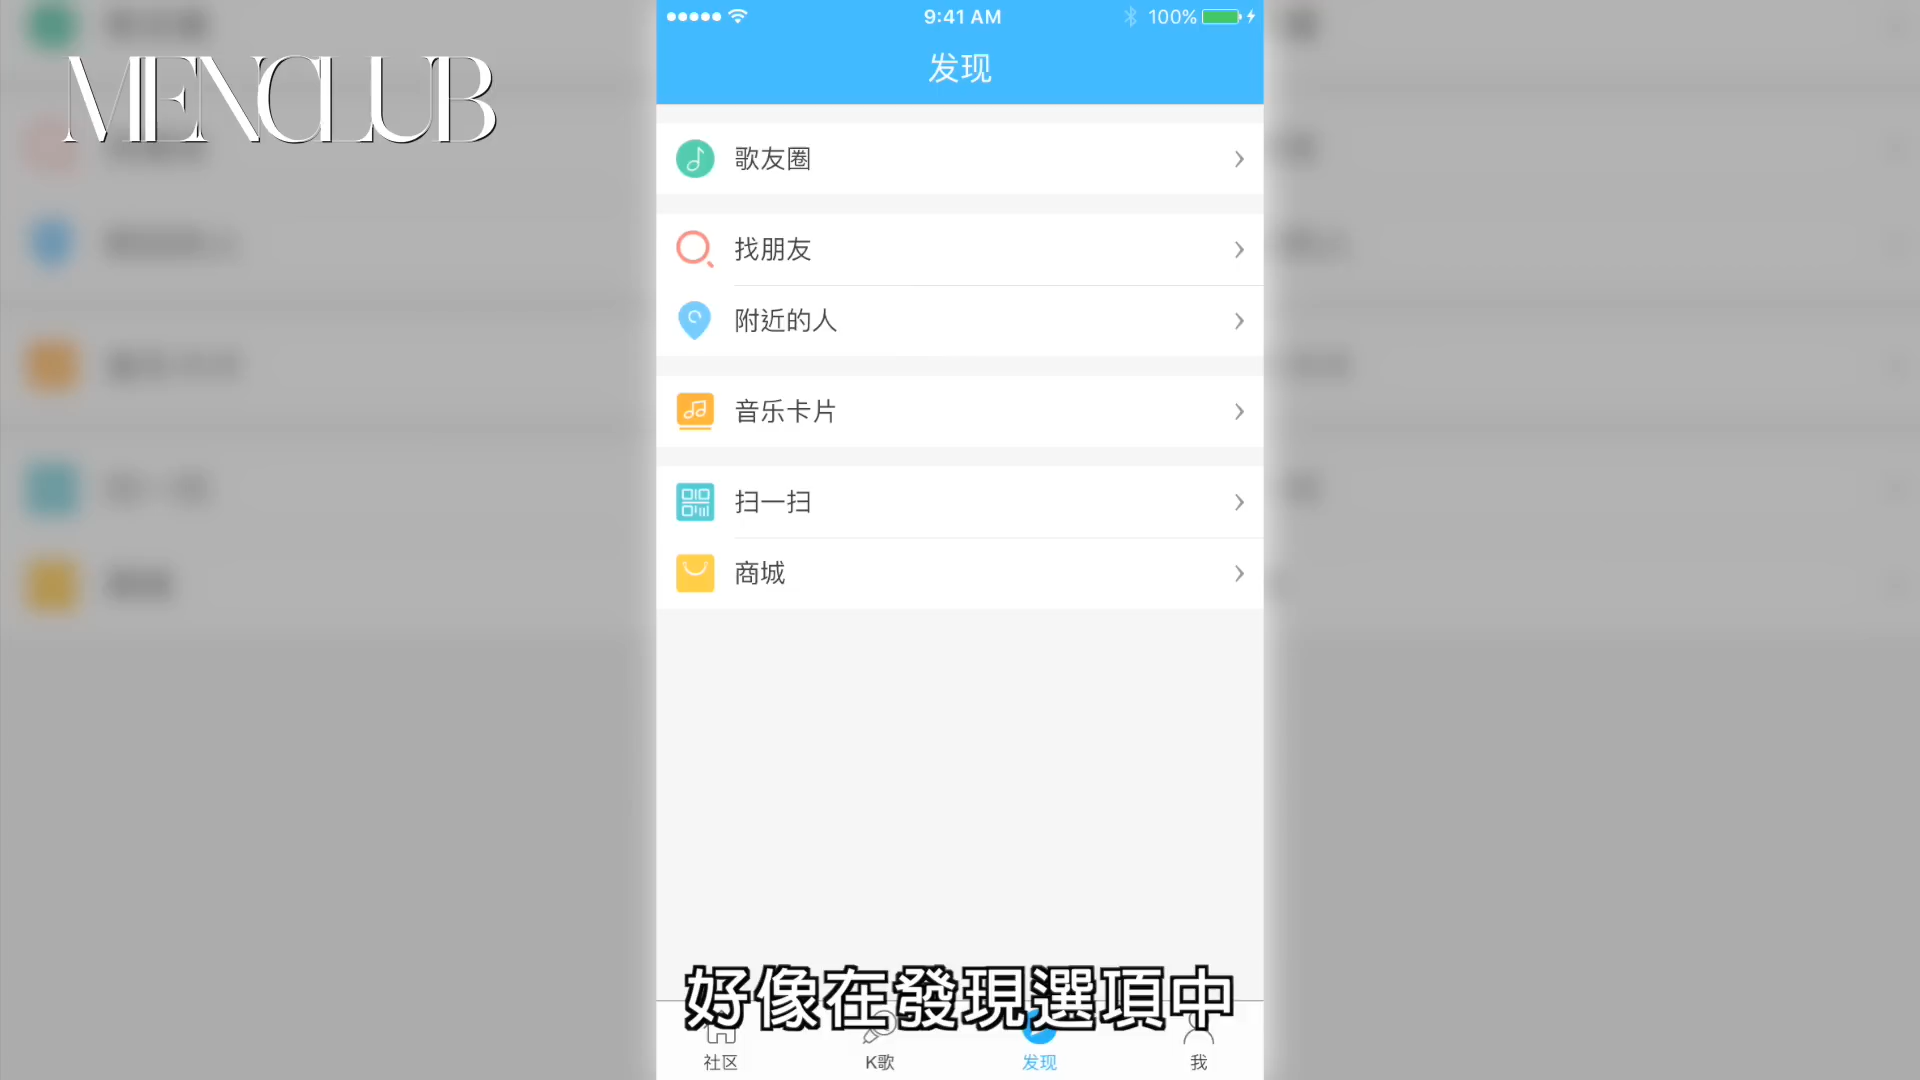 MENCLUB
9:41 AM
100%
发现
歌友圈
找朋友
附近的人
音乐卡片
扫一扫
商城
好像在發現選項中
社区
K歌
发现
我